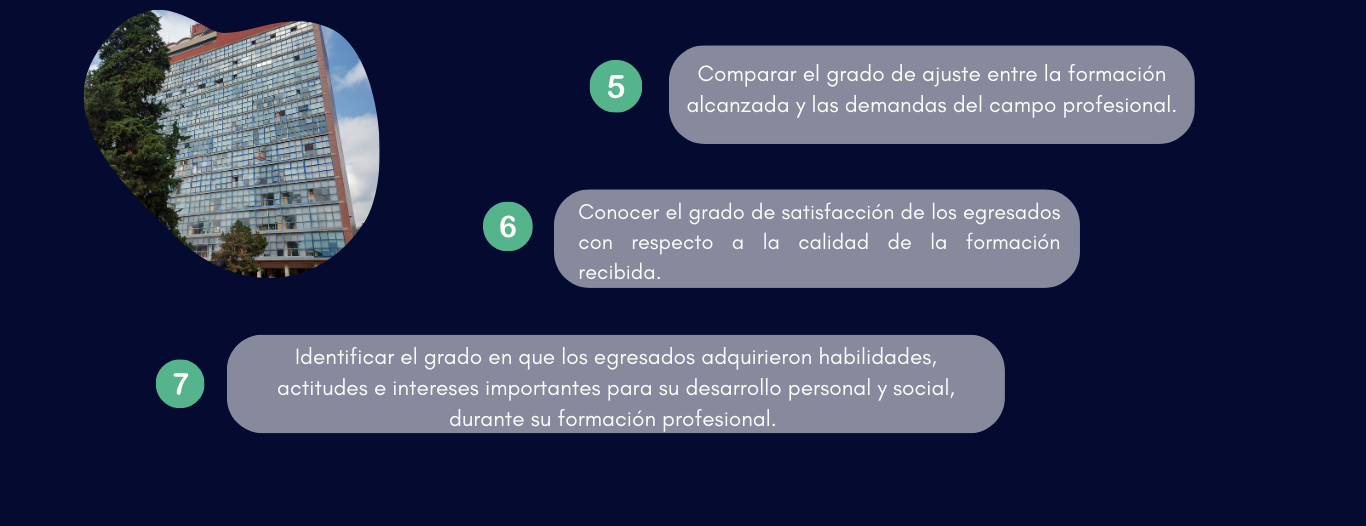 5
Comparar el grado de ajuste entre la formación
alcanzada y las demandas del campo profesional.
6
Conocer el grado de satisfacción de los egresados
con respecto a la calidad de la formación
recibida.
7
Identificar el grado en que los egresados adquirieron habilidades,
actitudes e intereses importantes para su desarrollo personal y social,
durante su formación profesional.